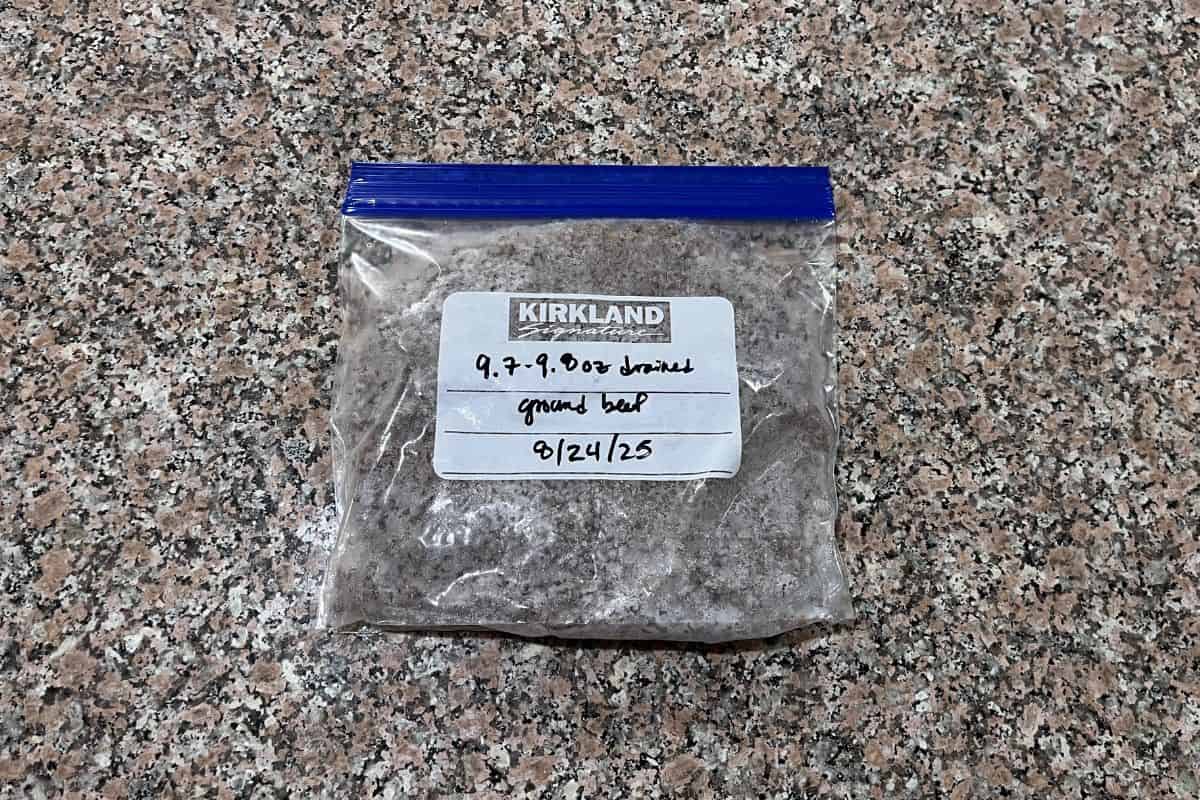 KIRKLAND
Signature
9.7-9.8oz drained
ground beef
8/24/25